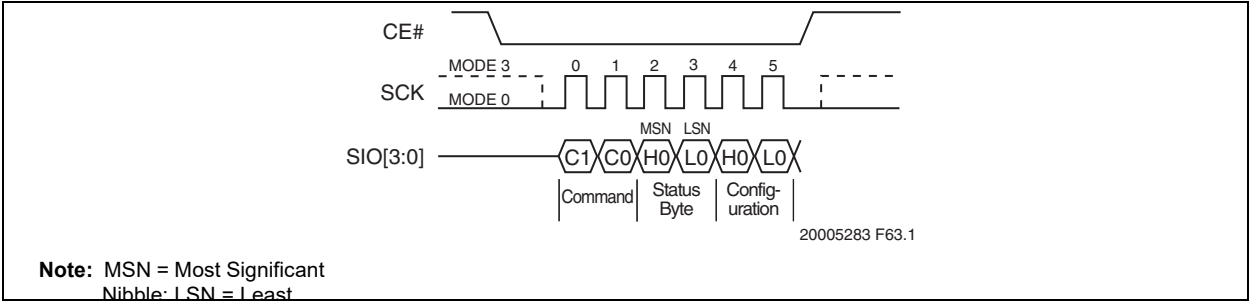 CE#
MODE 3 0 1 2 3 4 5
SCK
MODE 0
MSN LSN
SIO[3:0] C1 C0 H0 L0 H0 L0
Command Status Config-
Byte uration
20005283 F63.1
Note: MSN = Most Significant
Nibble; LSN = Least